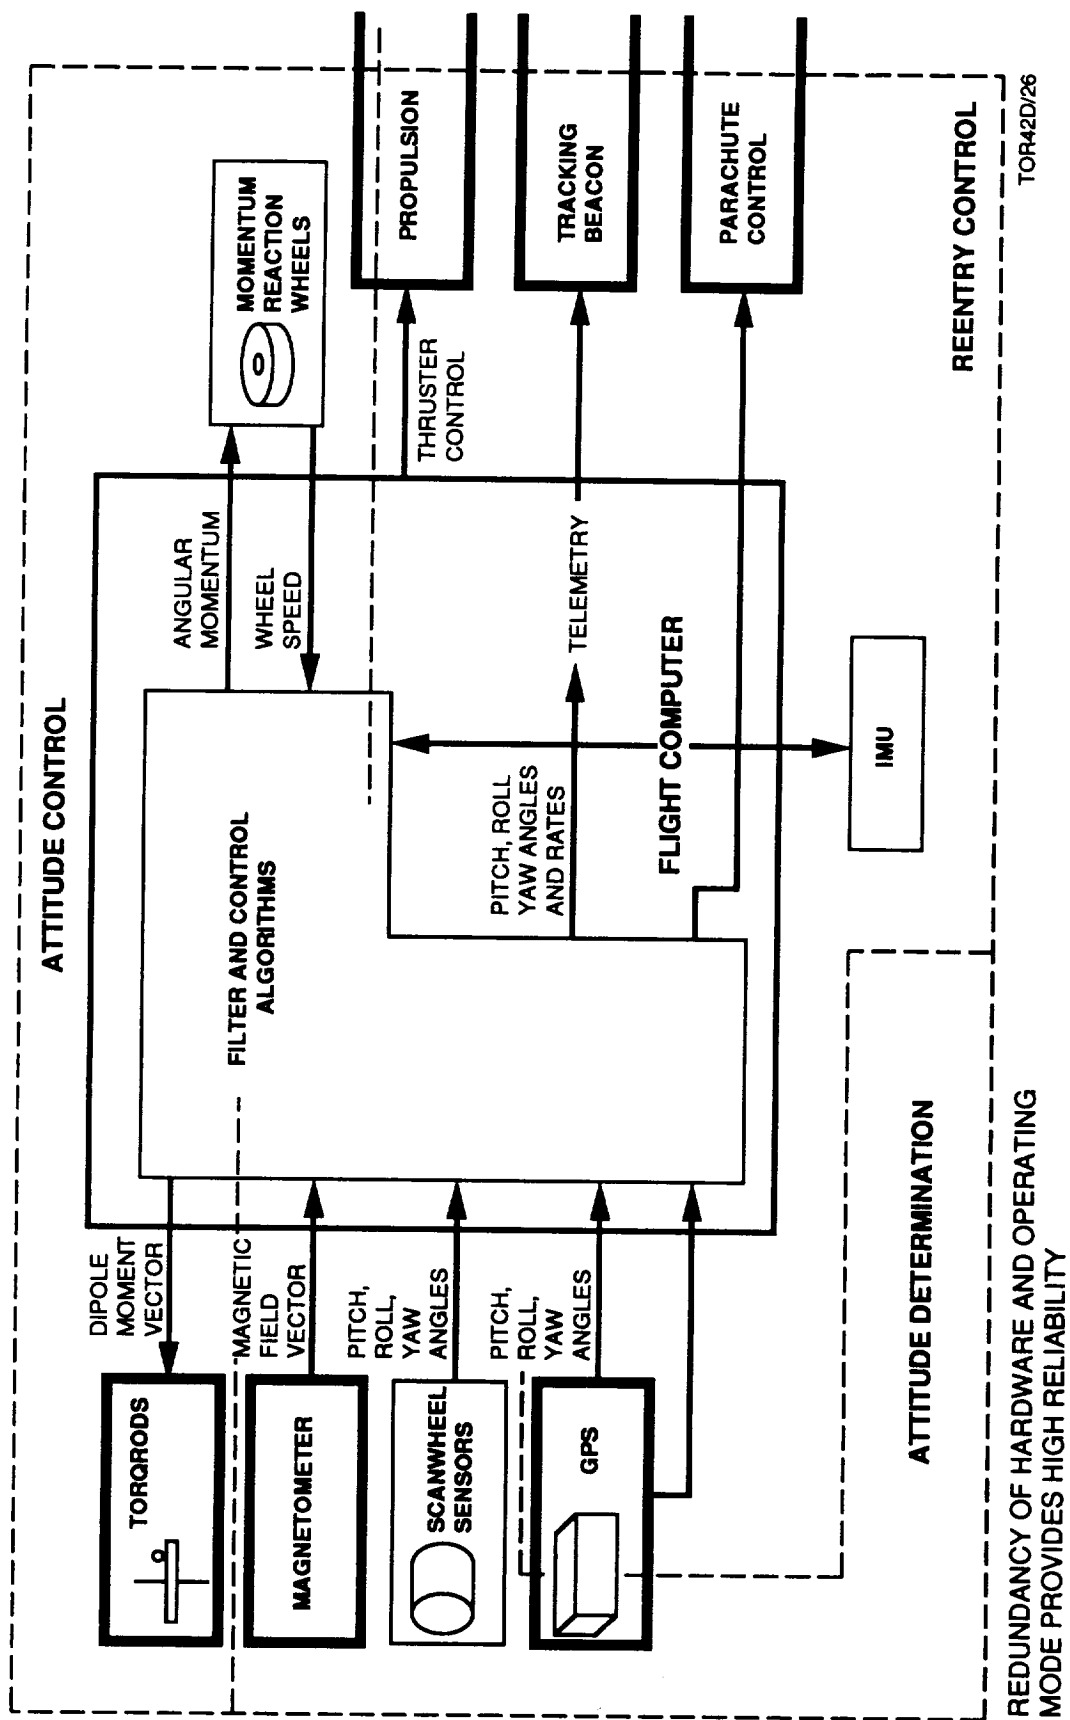 ATTITUDE CONTROL
TORQRODS
DIPOLE
MOMENT
VECTOR
MAGNETOMETER
MAGNETIC
FIELD
VECTOR
SCANWHEEL
SENSORS
PITCH,
ROLL,
YAW
ANGLES
GPS
PITCH,
ROLL,
YAW
ANGLES
FILTER AND CONTROL
ALGORITHMS
ANGULAR
MOMENTUM
WHEEL
SPEED
MOMENTUM
REACTION
WHEELS
THRUSTER
CONTROL
PROPULSION
PITCH, ROLL
YAW ANGLES
AND RATES
TELEMETRY
TRACKING
BEACON
FLIGHT COMPUTER
PARACHUTE
CONTROL
IMU
ATTITUDE DETERMINATION
REENTRY CONTROL
REDUNDANCY OF HARDWARE AND OPERATING
MODE PROVIDES HIGH RELIABILITY
TOR42D/26